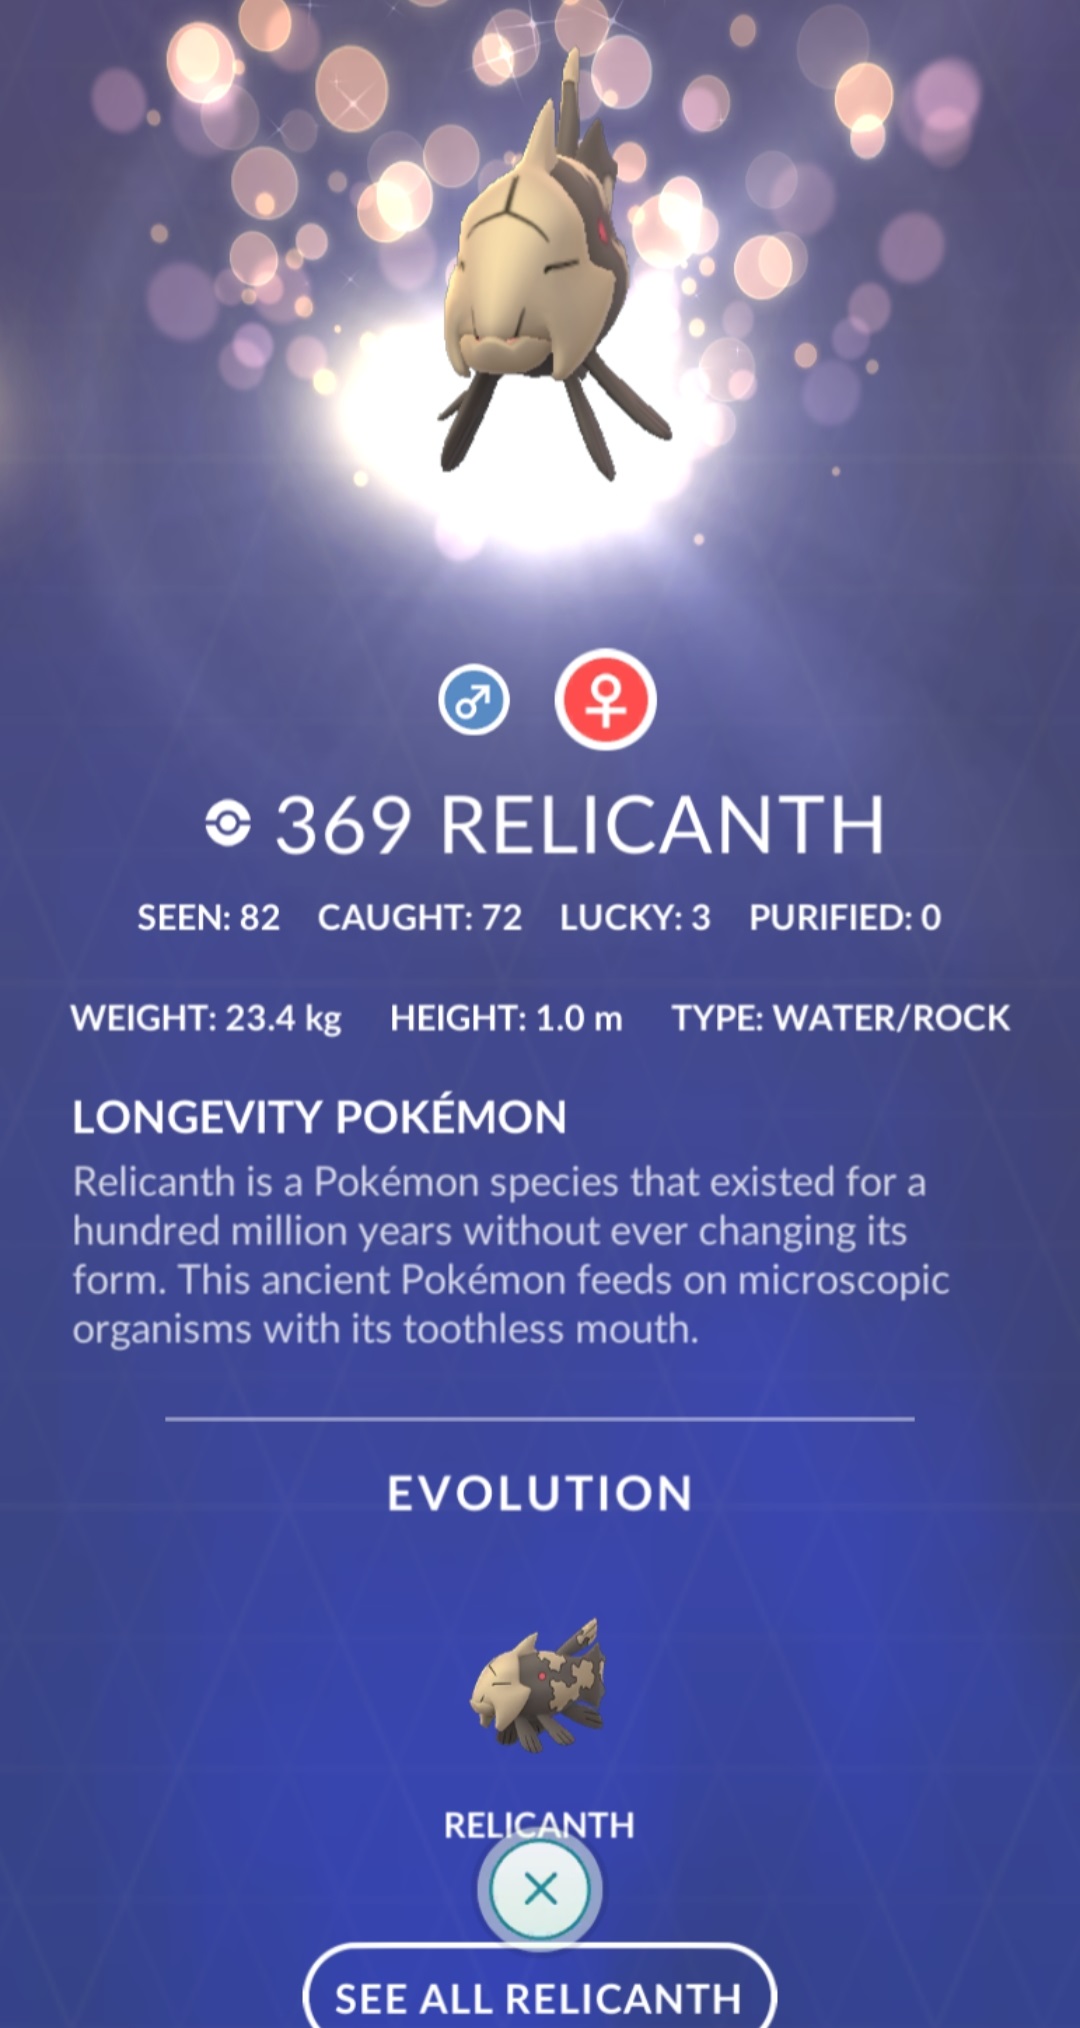 369 RELICANTH
SEEN: 82 CAUGHT: 72 LUCKY: 3 PURIFIED: 0
WEIGHT: 23.4 kg HEIGHT: 1.0 m TYPE: WATER/ROCK
LONGEVITY POKÉMON
Relicanth is a Pokémon species that existed for a
hundred million years without ever changing its
form. This ancient Pokémon feeds on microscopic
organisms with its toothless mouth.
EVOLUTION
RELICANTH
SEE ALL RELICANTH